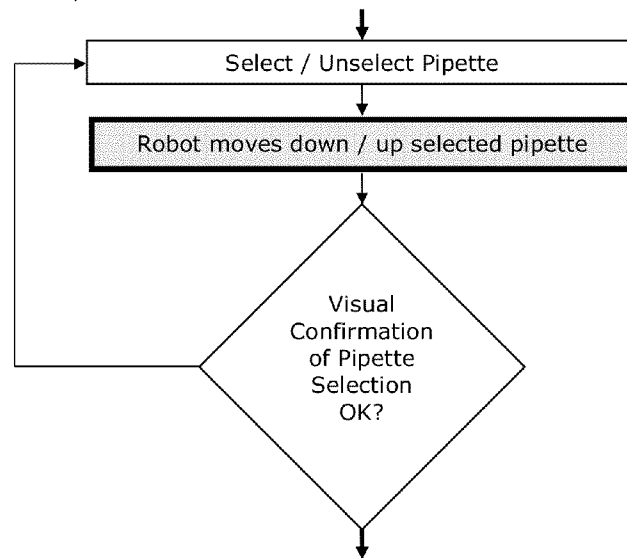 Select / Unselect Pipette
Robot moves down / up selected pipette
Visual
Confirmation
of Pipette
Selection
OK?